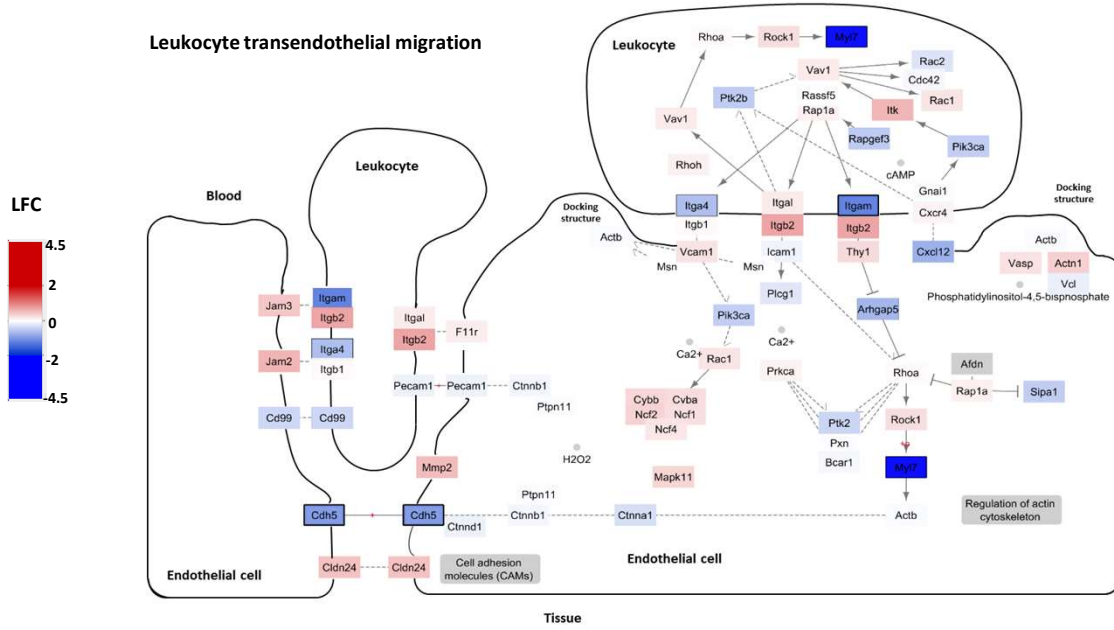 Leukocyte transendothelial migration
Leukocyte
Rhoa
Rock1
Myl7
Vav1
Rac2
Cdc42
Rac1
Ptk2b
Rassf5
Rap1a
Itk
Vav1
Rapgef3
Pik3ca
Rhoh
cAMP
Gnai1
Itga4
Itgb1
Itgal
Itgb2
Itgam
Itgb2
Cxcr4
Vcam1
Icam1
Thy1
Cxcl12
Docking
structure
Actb
Msn
Msn
Plcg1
Docking
structure
Actb
Vasp
Actn1
Vcl
Phosphatidylinositol-4,5-bisphosphate
Leukocyte
Blood
LFC
4.5
2
0
-2
-4.5
Jam3
Itgam
Itgb2
Itgal
Itgb2
F11r
Jam2
Itga4
Itgb1
Pecam1
Pecam1
Ctnnb1
Ptpn11
Cd99
Cd99
Pik3ca
Arhgap5
Ca2+
Ca2+
Rac1
Prkca
Rhoa
Afdn
Rap1a
Sipa1
Cybb
Cyba
Ncf2
Ncf1
Ncf4
Ptk2
Pxn
Bcar1
Rock1
+p
Myl7
H2O2
Mmp2
Mapk11
Cdh5
Cdh5
Ctnnd1
Ptpn11
Ctnnb1
Ctnna1
Actb
Regulation of actin
cytoskeleton
Endothelial cell
Cldn24
Cldn24
Cell adhesion
molecules (CAMs)
Endothelial cell
Tissue